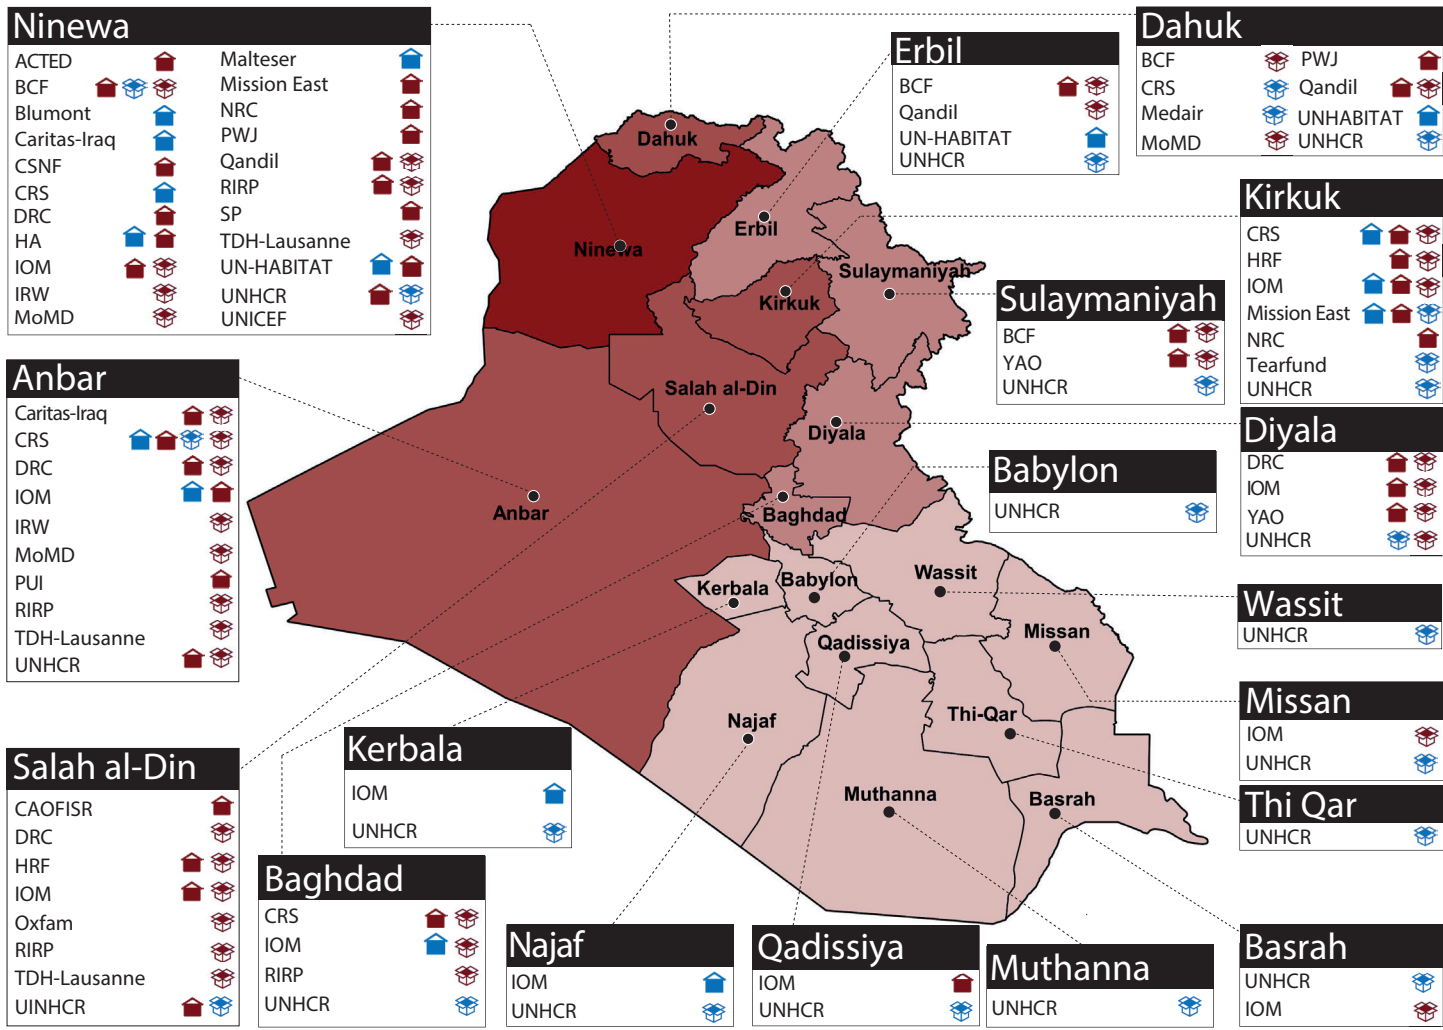 Ninewa
ACTED
BCF
Blumont
Caritas-Iraq
CSNF
CRS
DRC
HA
IOM
IRW
MoMD
Malteser
Mission East
NRC
PWJ
Qandil
RIRP
SP
TDH-Lausanne
UN-HABITAT
UNHCR
UNICEF
Erbil
BCF
Qandil
UN-HABITAT
UNHCR
Dahuk
BCF
CRS
Medair
MoMD
PWJ
Qandil
UNHABITAT
UNHCR
Kirkuk
CRS
HRF
IOM
Mission East
NRC
Tearfund
UNHCR
Sulaymaniyah
BCF
YAO
UNHCR
Anbar
Caritas-Iraq
CRS
DRC
IOM
IRW
MoMD
PUI
RIRP
TDH-Lausanne
UNHCR
Diyala
DRC
IOM
YAO
UNHCR
Babylon
UNHCR
Wassit
UNHCR
Missan
IOM
UNHCR
Thi Qar
UNHCR
Salah al-Din
CAOFISR
DRC
HRF
IOM
Oxfam
RIRP
TDH-Lausanne
UINHCR
Kerbala
IOM
UNHCR
Baghdad
CRS
IOM
RIRP
UNHCR
Najaf
IOM
UNHCR
Qadissiya
IOM
UNHCR
Muthanna
UNHCR
Basrah
UNHCR
IOM
Dahuk
Ninewa
Erbil
Sulaymaniyah
Kirkuk
Salah al-Din
Diyala
Anbar
Baghdad
Kerbala
Babylon
Wassit
Qadissiya
Missan
Najaf
Thi-Qar
Muthanna
Basrah